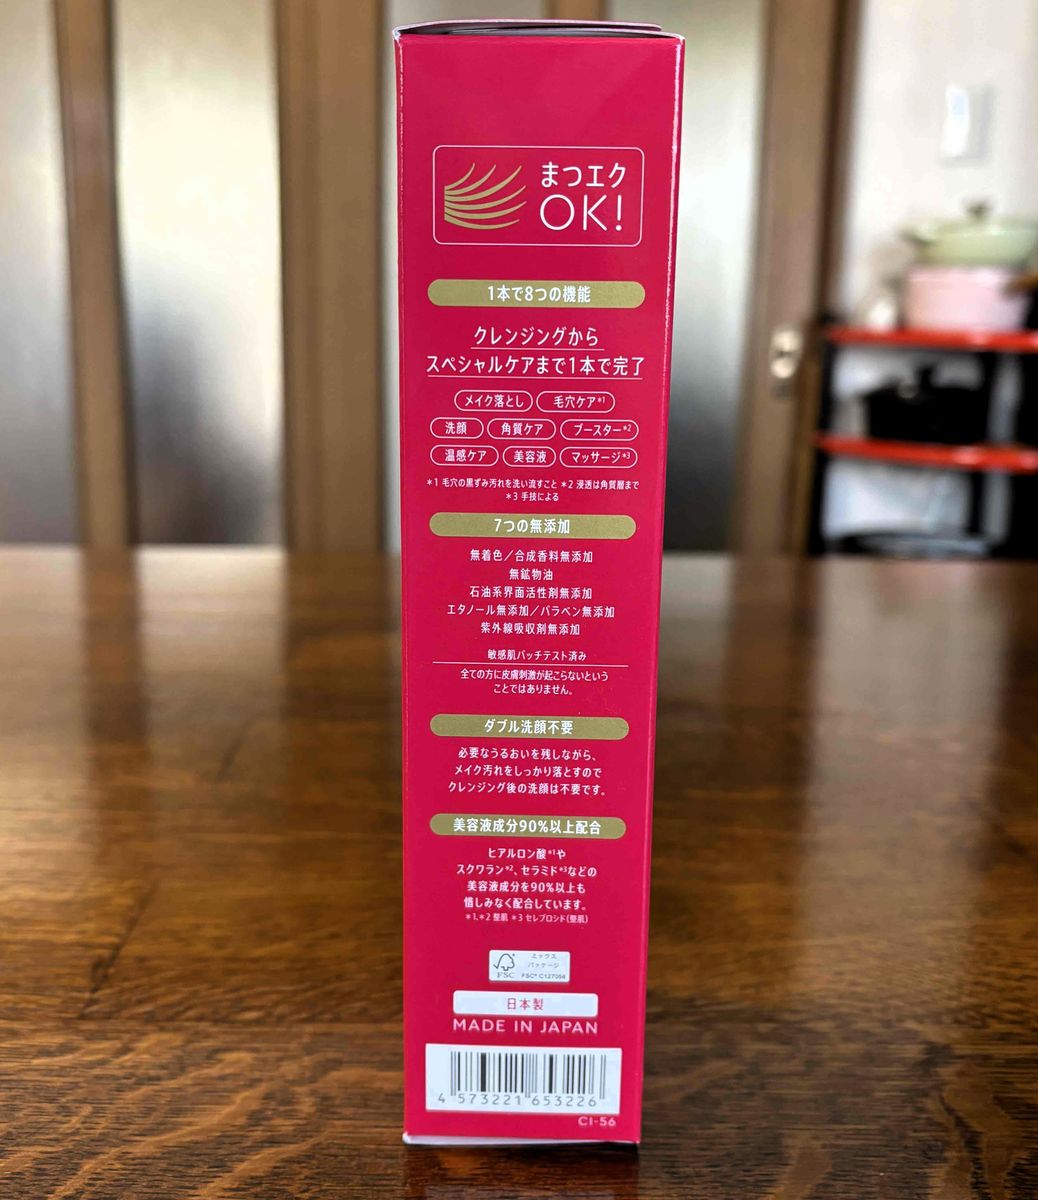 まつエク
OK!
1本で8つの機能
クレンジングから
スペシャルケアまで1本で完了
メイク落とし 毛穴ケア*1
洗顔 角質ケア ブースター*2
温感ケア 美容液 マッサージ*3
*1 毛穴の黒ずみ汚れを洗い流すこと *2 浸透は角質層まで
*3 手技による
7つの無添加
無着色／合成香料無添加
無鉱物油
石油系界面活性剤無添加
エタノール無添加／パラベン無添加
紫外線吸収剤無添加
敏感肌パッチテスト済み
全ての方に皮膚刺激が起こらないという
ことではありません。
ダブル洗顔不要
必要なうるおいを残しながら、
メイク汚れをしっかり落とすので
クレンジング後の洗顔は不要です。
美容液成分90%以上配合
ヒアルロン酸*1や
スクワラン*2、セラミド*3などの
美容液成分を90%以上も
惜しみなく配合しています。
*1,*2 整肌 *3 セレブロシド(整肌)
ミックス
パッケージ
FSC FSC® C127056
日本製
MADE IN JAPAN
4 573221 653226
CI-56